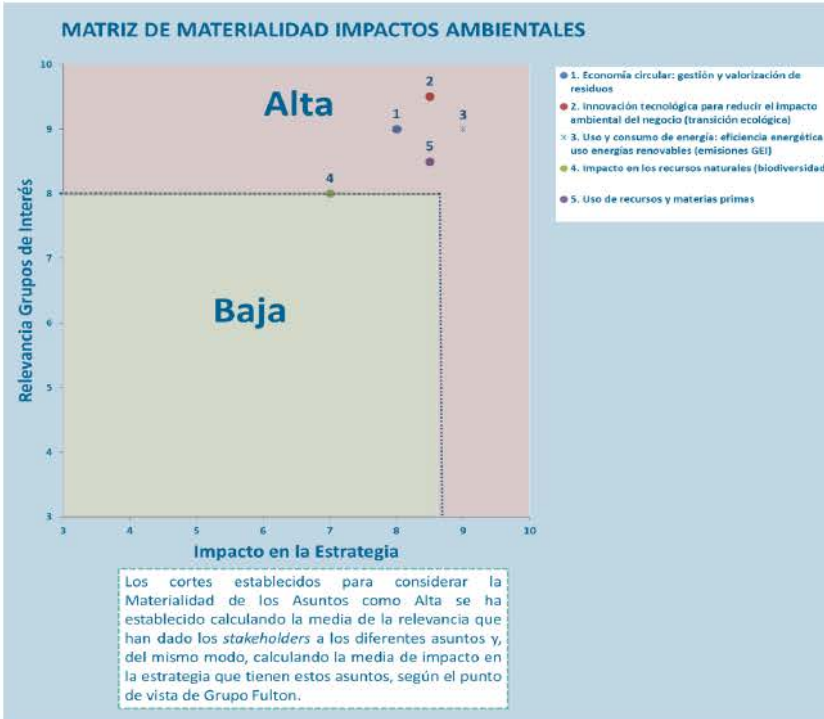 MATRIZ DE MATERIALIDAD IMPACTOS AMBIENTALES
Relevancia Grupos de Interés
10
9
8
7
6
5
4
3
Alta
Baja
1
2
3
4
5
3
4
5
6
7
8
9
10
Impacto en la Estrategia
1. Economía circular: gestión y valorización de
residuos
2. Innovación tecnológica para reducir el impacto
ambiental del negocio (transición ecológica)
3. Uso y consumo de energía: eficiencia energética
uso energías renovables (emisiones GEI)
4. Impacto en los recursos naturales (biodiversidad
5. Uso de recursos y materias primas
Los cortes establecidos para considerar la
Materialidad de los Asuntos como Alta se ha
establecido calculando la media de la relevancia que
han dado los stakeholders a los diferentes asuntos y,
del mismo modo, calculando la media de impacto en
la estrategia que tienen estos asuntos, según el punto
de vista de Grupo Fulton.